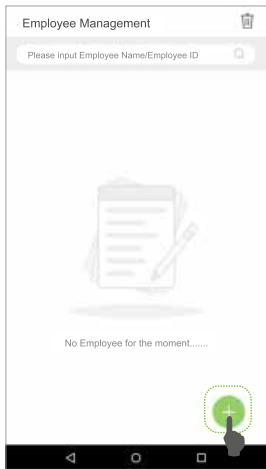 Employee Management
Please input Employee Name/Employee ID
No Employee for the moment.......